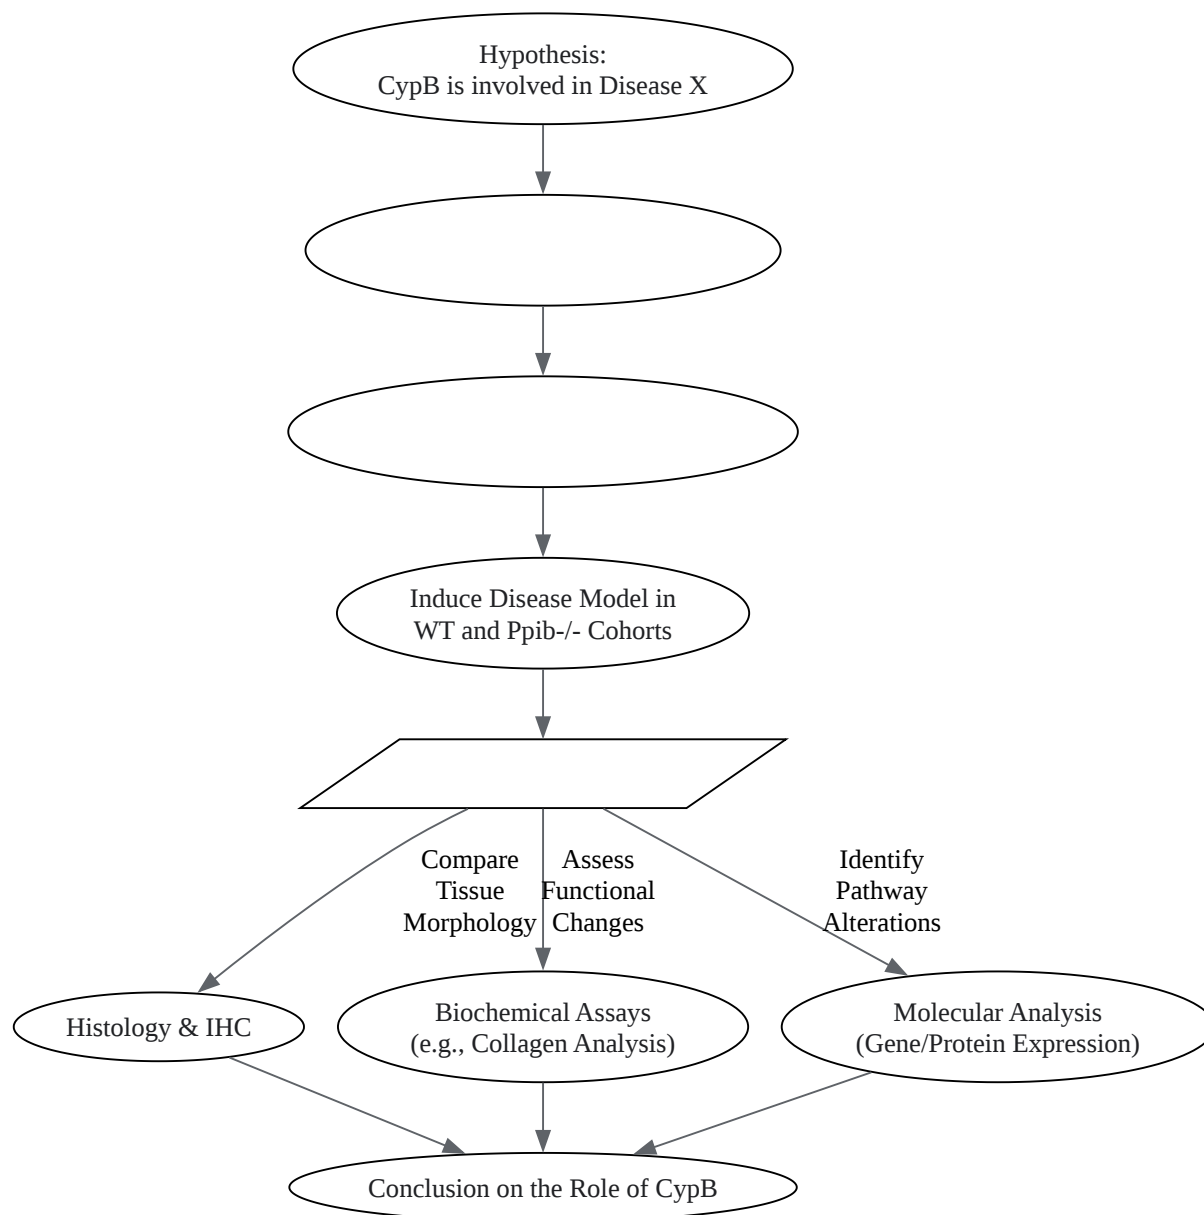 Hypothesis:
CypB is involved in Disease X
Induce Disease Model in
WT and Ppib-/- Cohorts
Compare
Tissue
Morphology
Assess
Functional
Changes
Identify
Pathway
Alterations
Histology & IHC
Biochemical Assays
(e.g., Collagen Analysis)
Molecular Analysis
(Gene/Protein Expression)
Conclusion on the Role of CypB